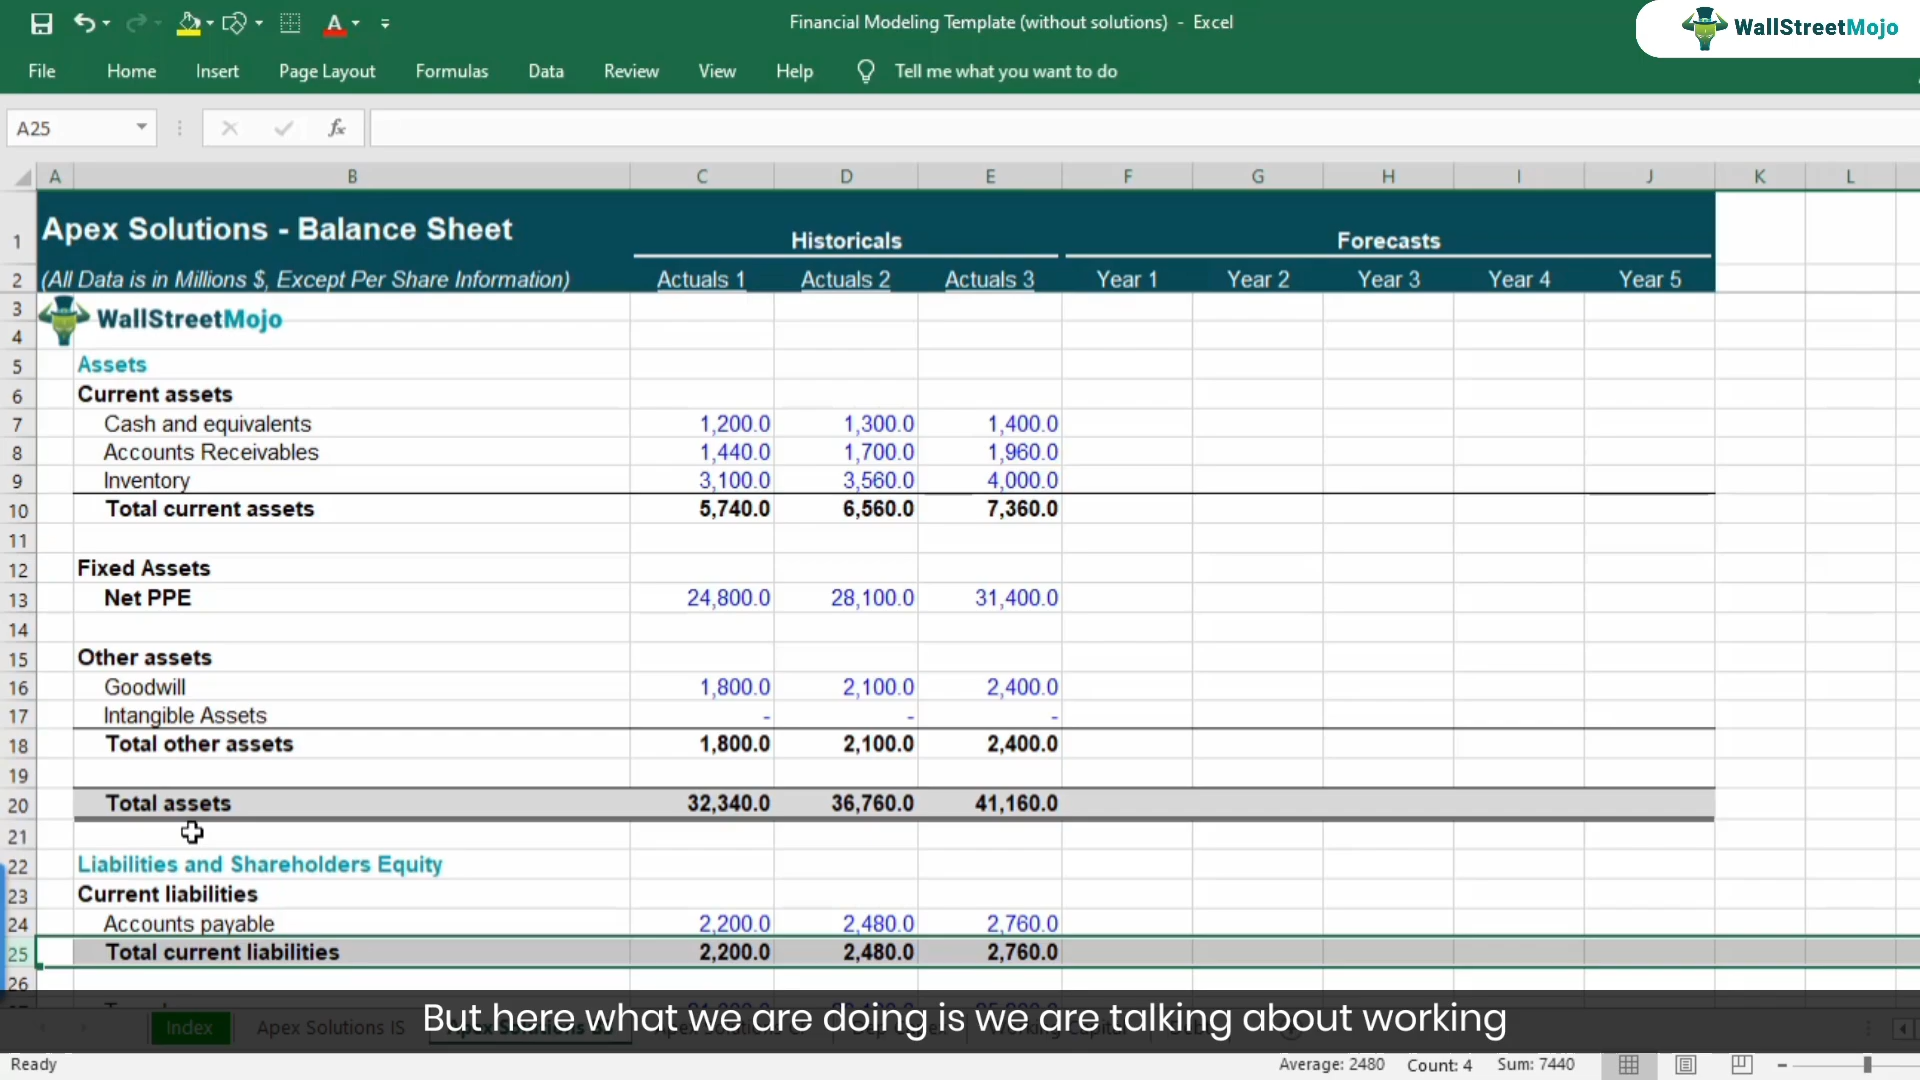 Financial Modeling Template (without solutions) - Excel
WallStreetMojo
File Home Insert Page Layout Formulas Data Review View Help Tell me what you want to do
A25 fx
A B C D E F G H I J K L
1 Apex Solutions - Balance Sheet Historicals Forecasts
2 (All Data is in Millions $, Except Per Share Information) Actuals 1 Actuals 2 Actuals 3 Year 1 Year 2 Year 3 Year 4 Year 5
3 WallStreetMojo
4
5 Assets
6 Current assets
7 Cash and equivalents 1,200.0 1,300.0 1,400.0
8 Accounts Receivables 1,440.0 1,700.0 1,960.0
9 Inventory 3,100.0 3,560.0 4,000.0
10 Total current assets 5,740.0 6,560.0 7,360.0
11
12 Fixed Assets
13 Net PPE 24,800.0 28,100.0 31,400.0
14
15 Other assets
16 Goodwill 1,800.0 2,100.0 2,400.0
17 Intangible Assets - - -
18 Total other assets 1,800.0 2,100.0 2,400.0
19
20 Total assets 32,340.0 36,760.0 41,160.0
21
22 Liabilities and Shareholders Equity
23 Current liabilities
24 Accounts payable 2,200.0 2,480.0 2,760.0
25 Total current liabilities 2,200.0 2,480.0 2,760.0
26
But here what we are doing is we are talking about working
Index Apex Solutions IS
Ready Average: 2480 Count: 4 Sum: 7440